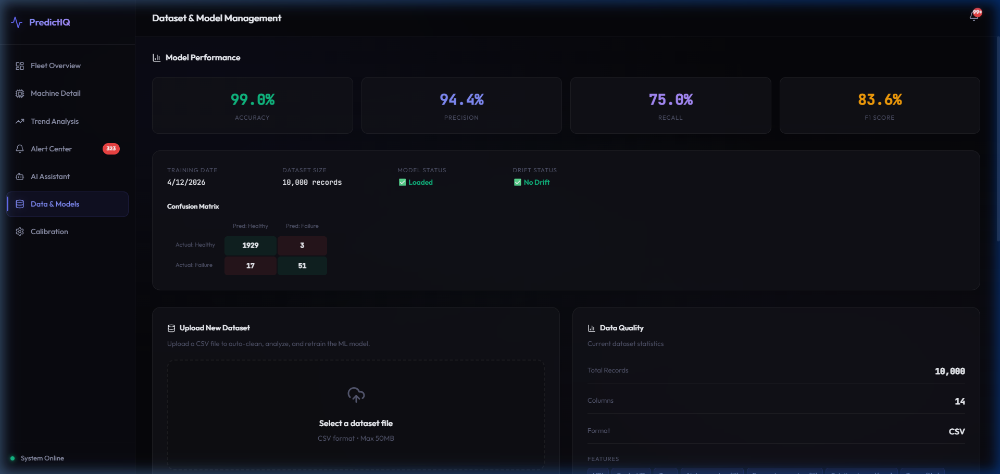 PredictIQ
Dataset & Model Management
99+
Fleet Overview
Machine Detail
Trend Analysis
Alert Center
323
AI Assistant
Data & Models
Calibration
System Online
Model Performance
99.0%
ACCURACY
94.4%
PRECISION
75.0%
RECALL
83.6%
F1 SCORE
TRAINING DATE
4/12/2026
DATASET SIZE
10,000 records
MODEL STATUS
✅ Loaded
DRIFT STATUS
✅ No Drift
Confusion Matrix
Pred: Healthy Pred: Failure
Actual: Healthy 1929 3
Actual: Failure 17 51
Upload New Dataset
Upload a CSV file to auto-clean, analyze, and retrain the ML model.
Select a dataset file
CSV format • Max 50MB
Data Quality
Current dataset statistics
Total Records 10,000
Columns 14
Format CSV
FEATURES